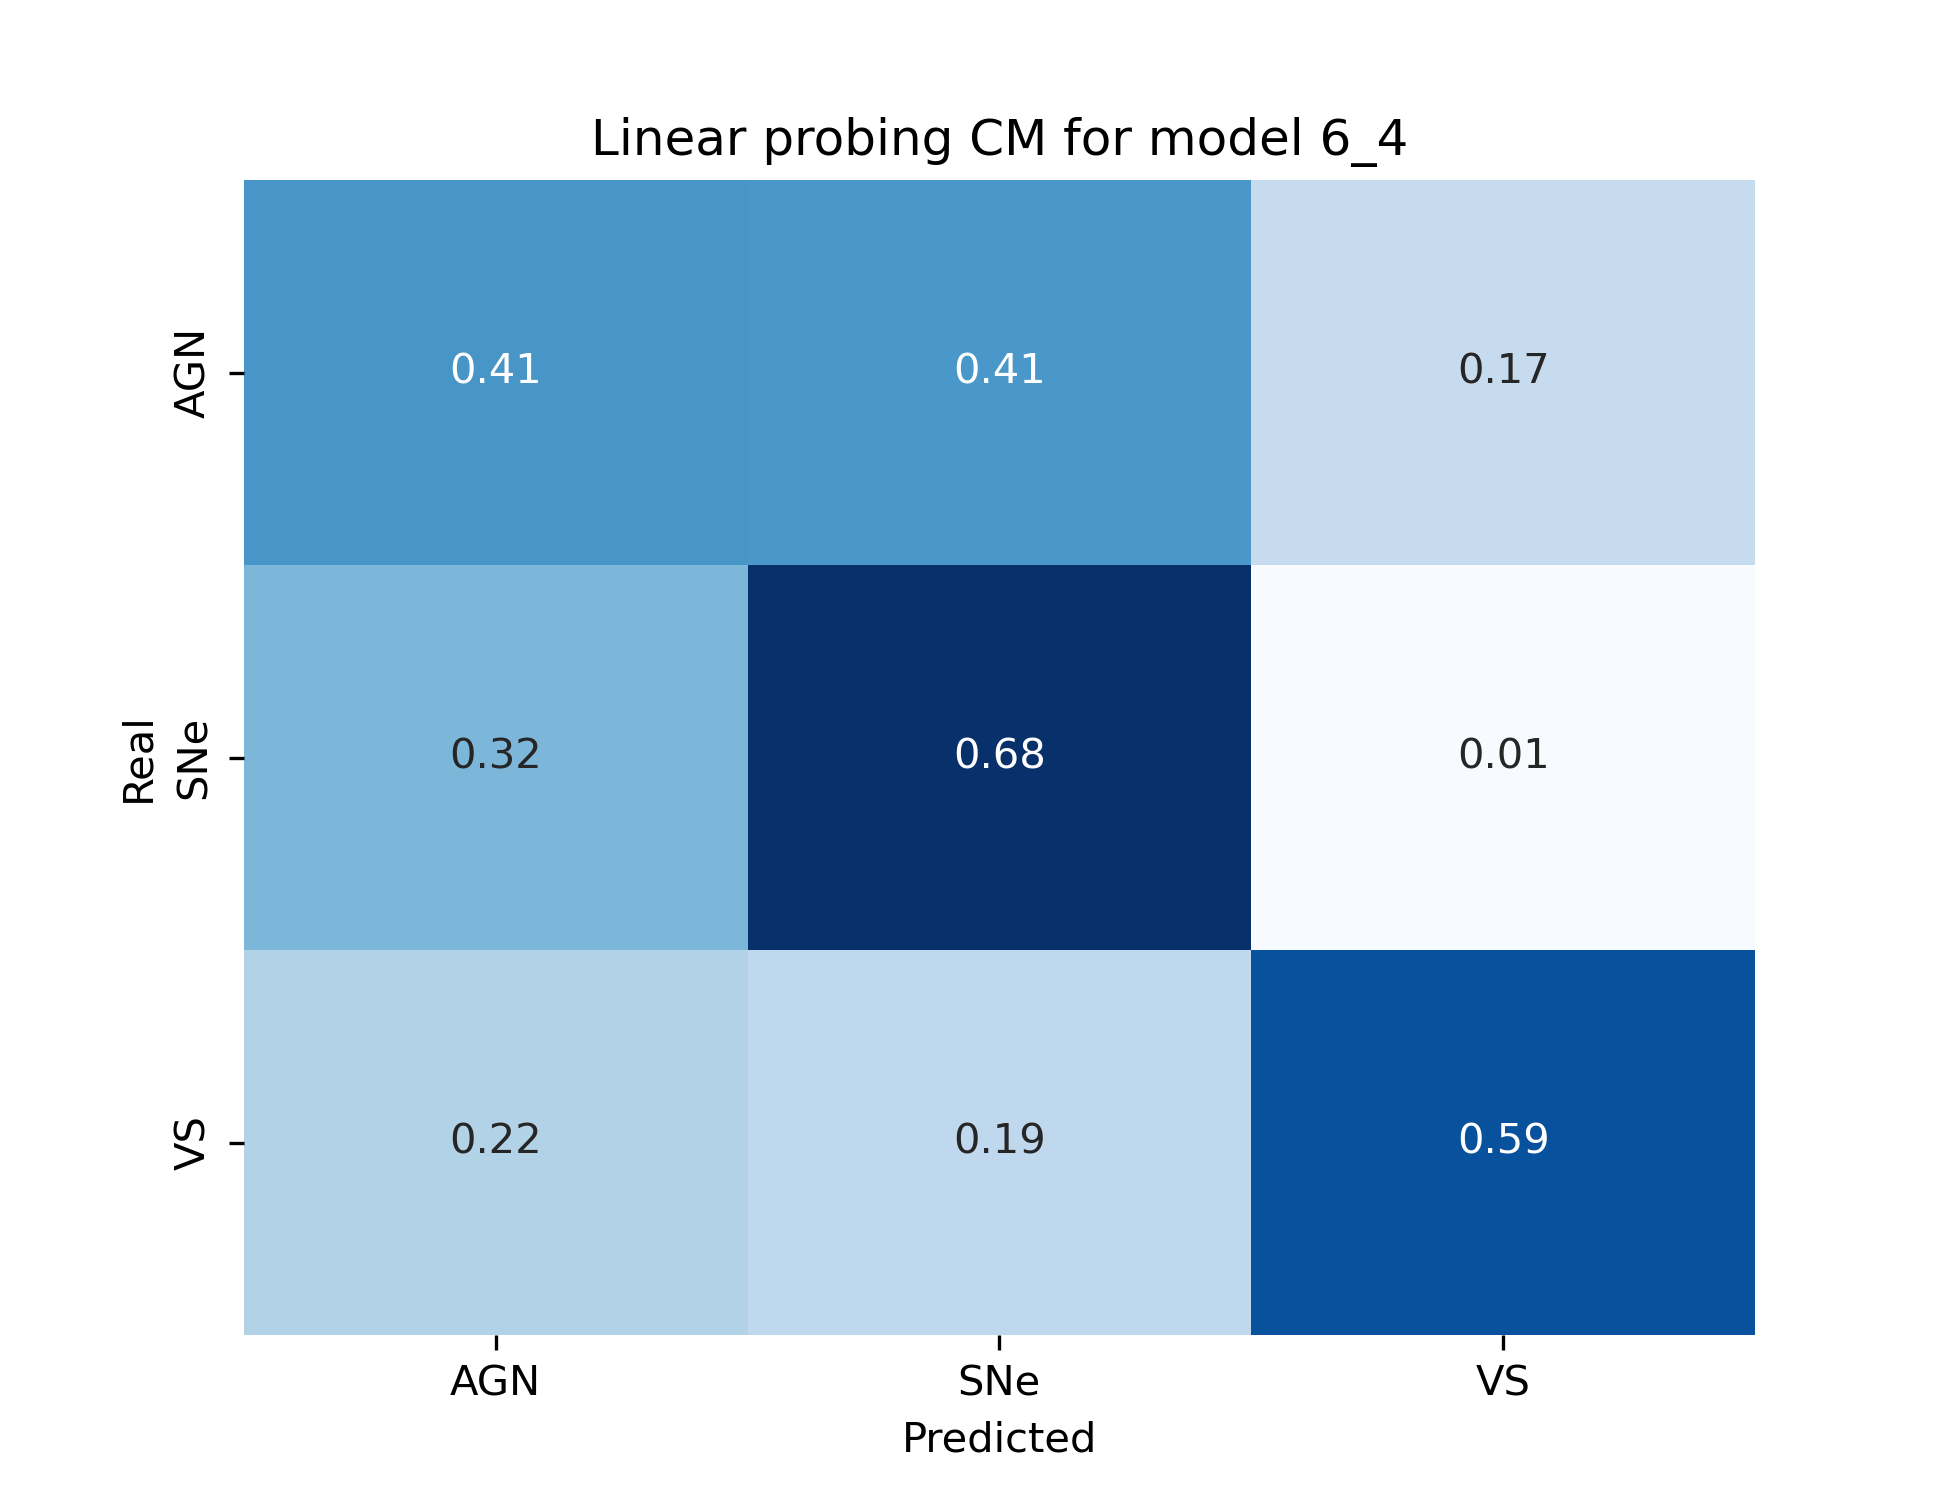 Linear probing CM for model 6_4
AGN
0.41
0.41
0.17
Real
SNe
0.32
0.68
0.01
VS
0.22
0.19
0.59
AGN
SNe
VS
Predicted